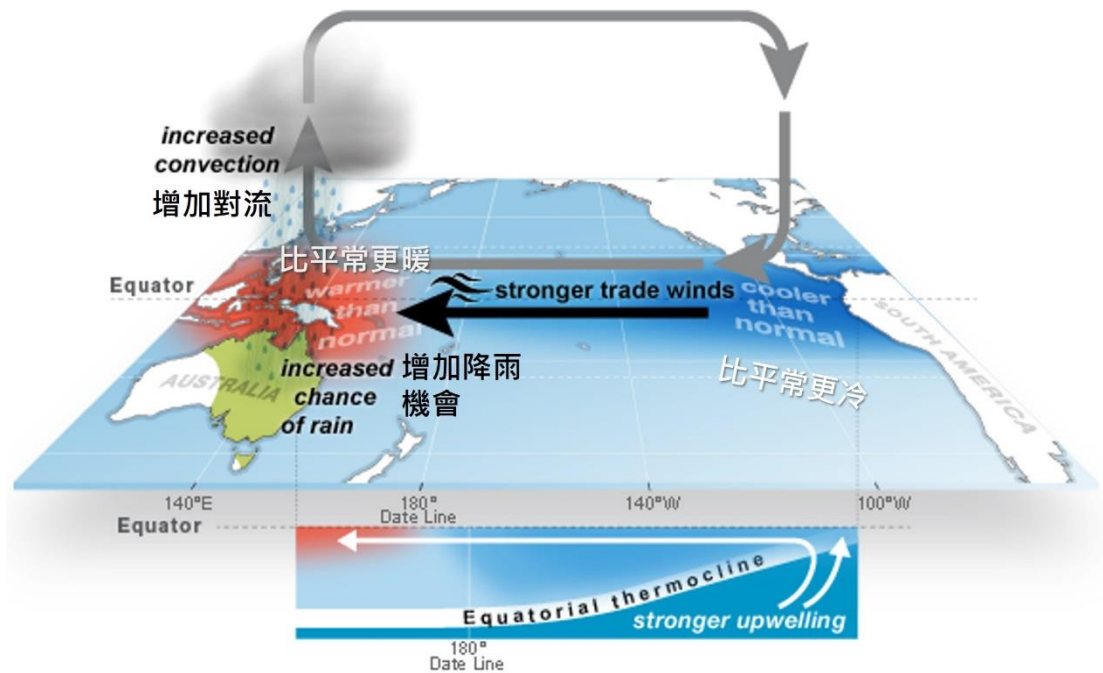 increased
convection
增加對流
比平常更暖
Equator
warmer
than
normal
stronger trade winds
cooler
than
normal
SOUTH AMERICA
比平常更冷
AUSTRALIA
increased
chance
of rain
增加降雨
機會
140°E
180°
Date Line
140°W
100°W
Equator
Equatorial thermocline
stronger upwelling
180°
Date Line